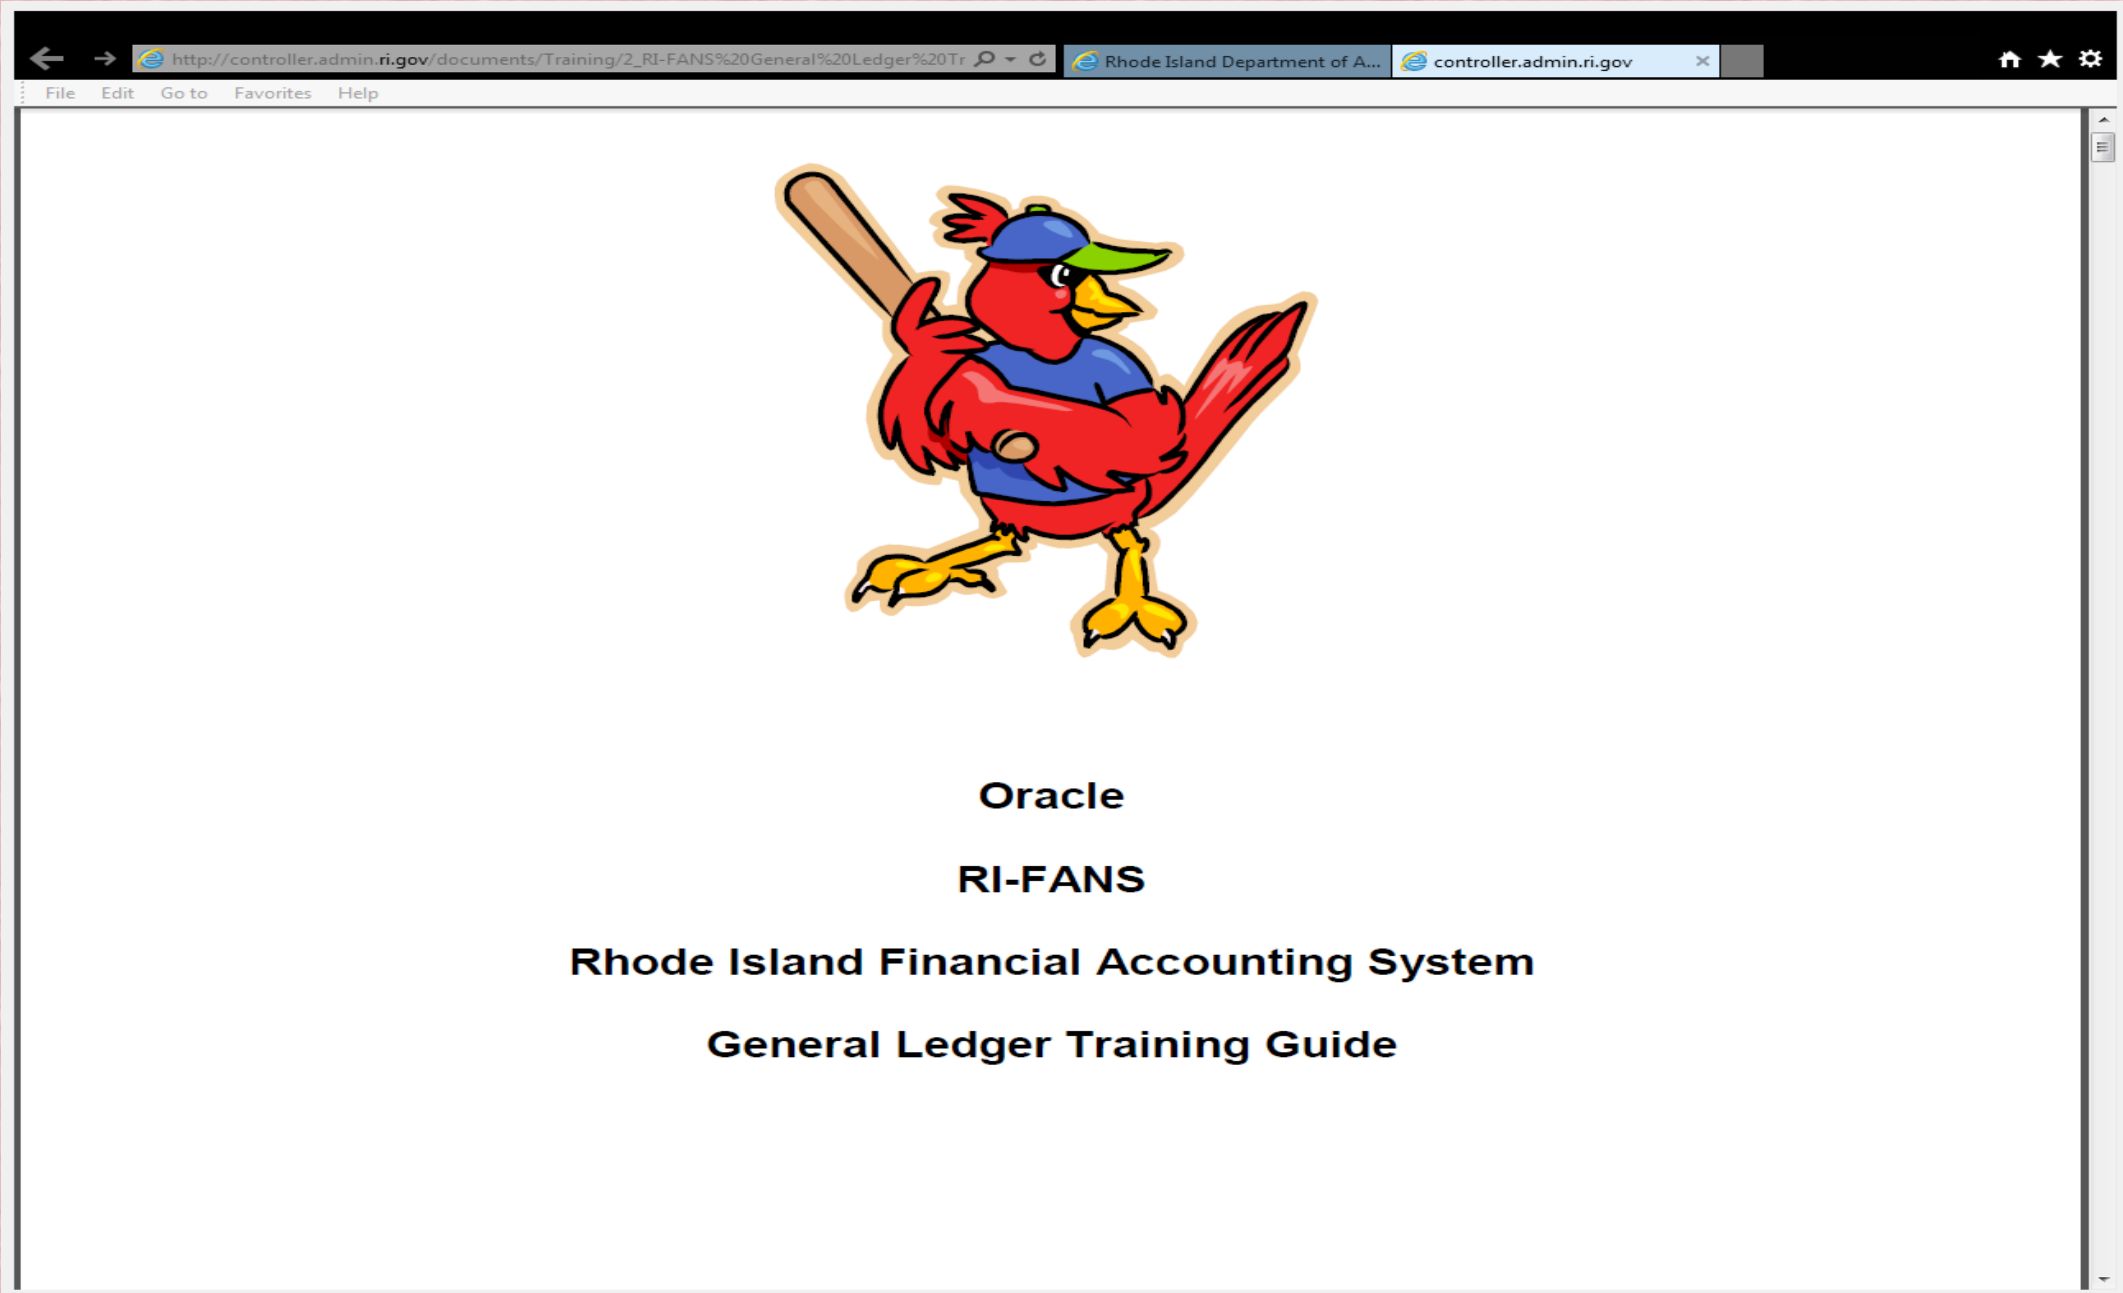 http://controller.admin.ri.gov/documents/Training/2_RI-FANS%20General%20Ledger%20Tr
Rhode Island Department of A...
controller.admin.ri.gov
File Edit Go to Favorites Help
Oracle
RI-FANS
Rhode Island Financial Accounting System
General Ledger Training Guide